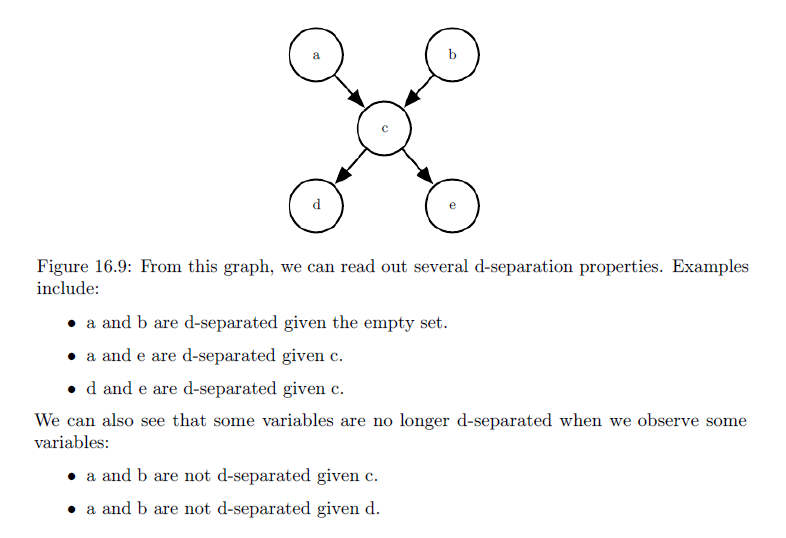 a
b
c
d
e
Figure 16.9: From this graph, we can read out several d-separation properties. Examples
include:
• a and b are d-separated given the empty set.
• a and e are d-separated given c.
• d and e are d-separated given c.
We can also see that some variables are no longer d-separated when we observe some
variables:
• a and b are not d-separated given c.
• a and b are not d-separated given d.